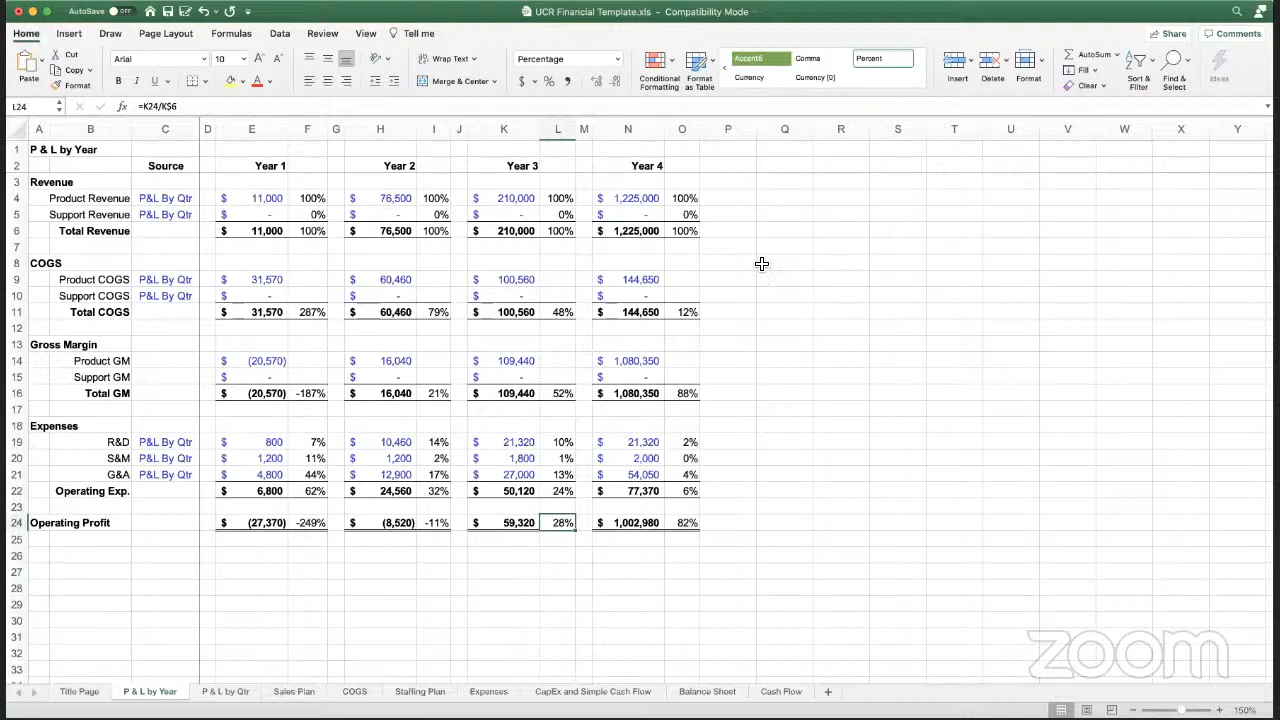 AutoSave OFF
UCR Financial Template.xls - Compatibility Mode
Home Insert Draw Page Layout Formulas Data Review View Tell me
Share Comments
Paste Cut Copy Format
Arial 10
Wrap Text
Merge & Center
Percentage
Conditional Formatting
Format as Table
Accent6 Comma Percent
Currency Currency (0)
Insert Delete Format
AutoSum
Fill
Clear
Sort & Filter
Find & Select
Ideas
L24 fx =K24/K$6
A B C D E F G H I J K L M N O P Q R S T U V W X Y
1 P & L by Year
2 Source Year 1 Year 2 Year 3 Year 4
3 Revenue
4 Product Revenue P&L By Qtr $ 11,000 100% $ 76,500 100% $ 210,000 100% $ 1,225,000 100%
5 Support Revenue P&L By Qtr $ - 0% $ - 0% $ - 0% $ - 0%
6 Total Revenue $ 11,000 100% $ 76,500 100% $ 210,000 100% $ 1,225,000 100%
7
8 COGS
9 Product COGS P&L By Qtr $ 31,570 $ 60,460 $ 100,560 $ 144,650
10 Support COGS P&L By Qtr $ - $ - $ - $ -
11 Total COGS $ 31,570 287% $ 60,460 79% $ 100,560 48% $ 144,650 12%
12
13 Gross Margin
14 Product GM $ (20,570) $ 16,040 $ 109,440 $ 1,080,350
15 Support GM $ - $ - $ - $ -
16 Total GM $ (20,570) -187% $ 16,040 21% $ 109,440 52% $ 1,080,350 88%
17
18 Expenses
19 R&D P&L By Qtr $ 800 7% $ 10,460 14% $ 21,320 10% $ 21,320 2%
20 S&M P&L By Qtr $ 1,200 11% $ 1,200 2% $ 1,800 1% $ 2,000 0%
21 G&A P&L By Qtr $ 4,800 44% $ 12,900 17% $ 27,000 13% $ 54,050 4%
22 Operating Exp. $ 6,800 62% $ 24,560 32% $ 50,120 24% $ 77,370 6%
23
24 Operating Profit $ (27,370) -249% $ (8,520) -11% $ 59,320 28% $ 1,002,980 82%
25
26
27
28
29
30
31
32
33
zoom
Title Page P & L by Year P & L by Qtr Sales Plan COGS Staffing Plan Expenses CapEx and Simple Cash Flow Balance Sheet Cash Flow +
150%